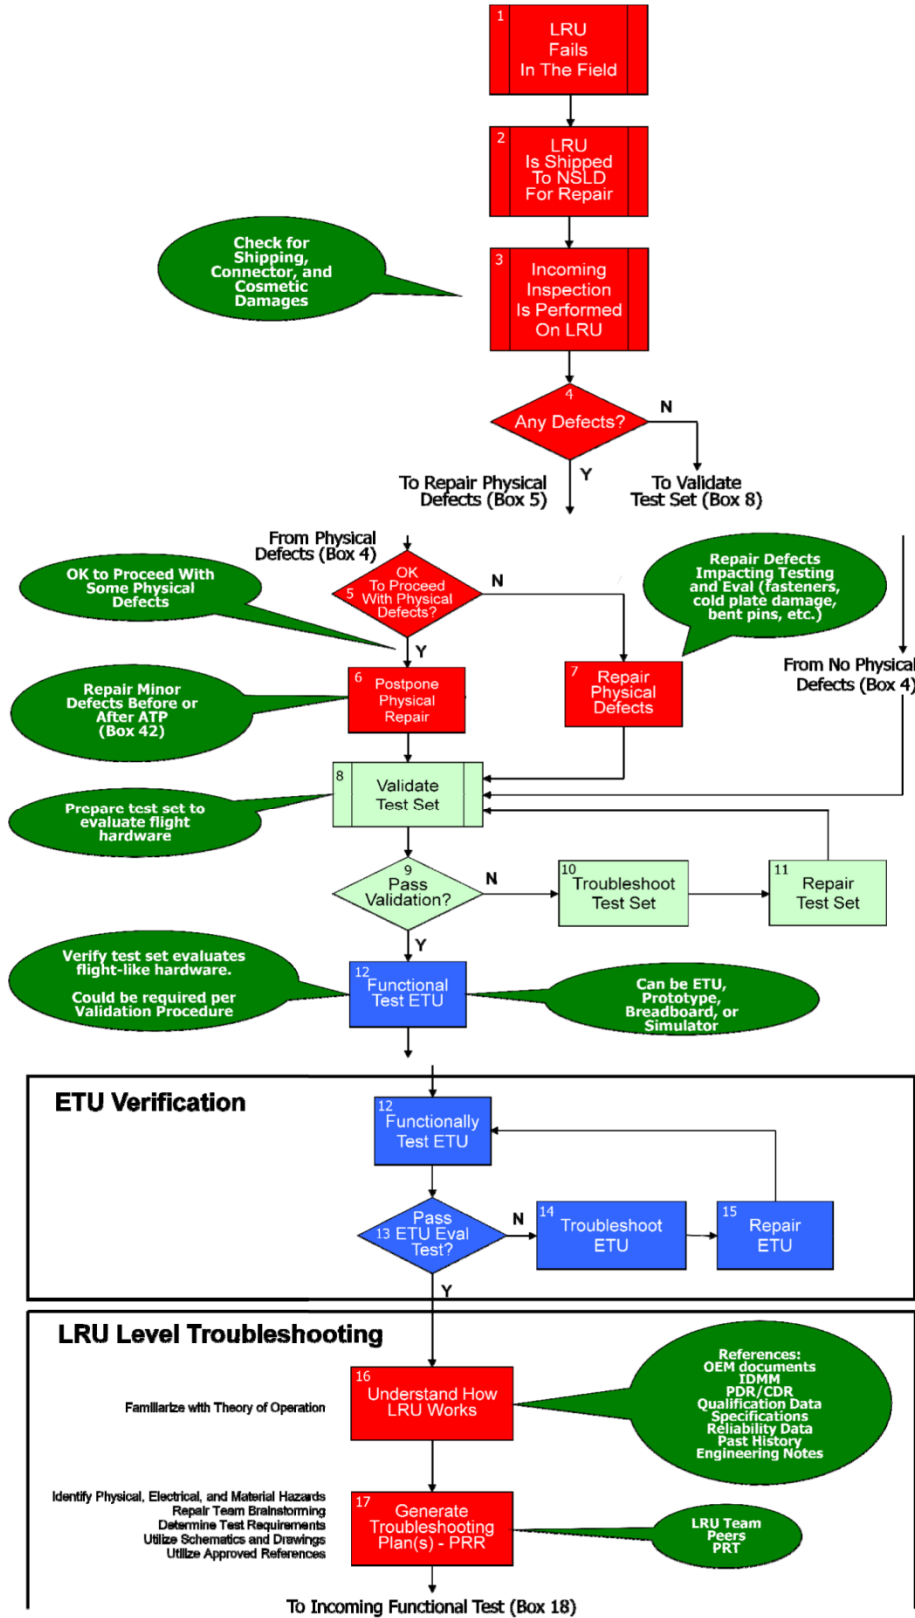 1
LRU
Fails
In The Field
2
LRU
Is Shipped
To NSLD
For Repair
Check for
Shipping,
Connector, and
Cosmetic
Damages
3
Incoming
Inspection
Is Performed
On LRU
4
Any Defects?
N
Y
To Repair Physical
Defects (Box 5)
To Validate
Test Set (Box 8)
From Physical
Defects (Box 4)
OK to Proceed With
Some Physical
Defects
OK
To Proceed
5 With Physical
Defects?
N
Y
Repair Defects
Impacting Testing
and Eval (fasteners,
cold plate damage,
bent pins, etc.)
From No Physical
Defects (Box 4)
Repair Minor
Defects Before or
After ATP
(Box 42)
6
Postpone
Physical
Repair
7
Repair
Physical
Defects
Prepare test set to
evaluate flight
hardware
8
Validate
Test Set
9
Pass
Validation?
N
Y
10
Troubleshoot
Test Set
11
Repair
Test Set
Verify test set evaluates
flight-like hardware.
Could be required per
Validation Procedure
12
Functional
Test ETU
Can be ETU,
Prototype,
Breadboard, or
Simulator
ETU Verification
12
Functionally
Test ETU
Pass
13 ETU Eval
Test?
N
Y
14
Troubleshoot
ETU
15
Repair
ETU
LRU Level Troubleshooting
Familiarize with Theory of Operation
16
Understand How
LRU Works
References:
OEM documents
IDMM
PDR/CDR
Qualification Data
Specifications
Reliability Data
Past History
Engineering Notes
Identify Physical, Electrical, and Material Hazards
Repair Team Brainstorming
Determine Test Requirements
Utilize Schematics and Drawings
Utilize Approved References
17
Generate
Troubleshooting
Plan(s) - PRR
LRU Team
Peers
PRT
To Incoming Functional Test (Box 18)